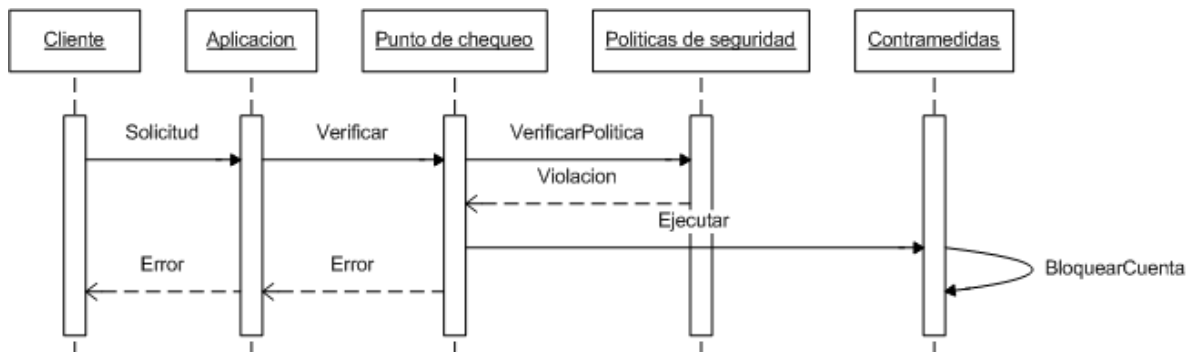 Cliente
Aplicacion
Punto de chequeo
Politicas de seguridad
Contramedidas
Solicitud
Verificar
VerificarPolitica
Violacion
Ejecutar
Error
Error
BloquearCuenta